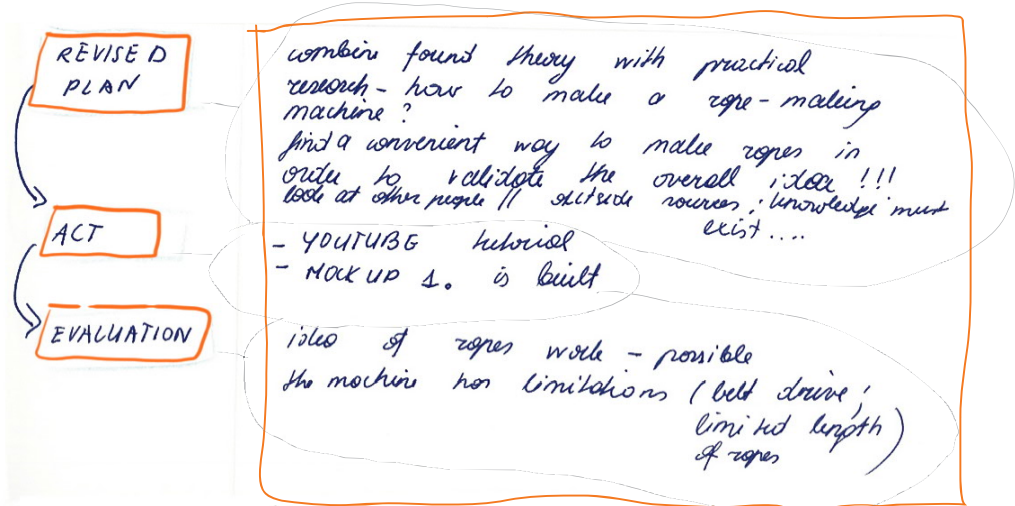 REVISED
PLAN
combine found theory with practical
research - how to make a rope-making
machine?
find a convenient way to make ropes in
order to validate the overall idea !!!
look at other people // outside sources, knowledge must
exist....
ACT
- YOUTUBE tutorial
- MOCK UP 1. is built
EVALUATION
idea of ropes work - possible
the machine has limitations (belt drive,
limited length)
of ropes